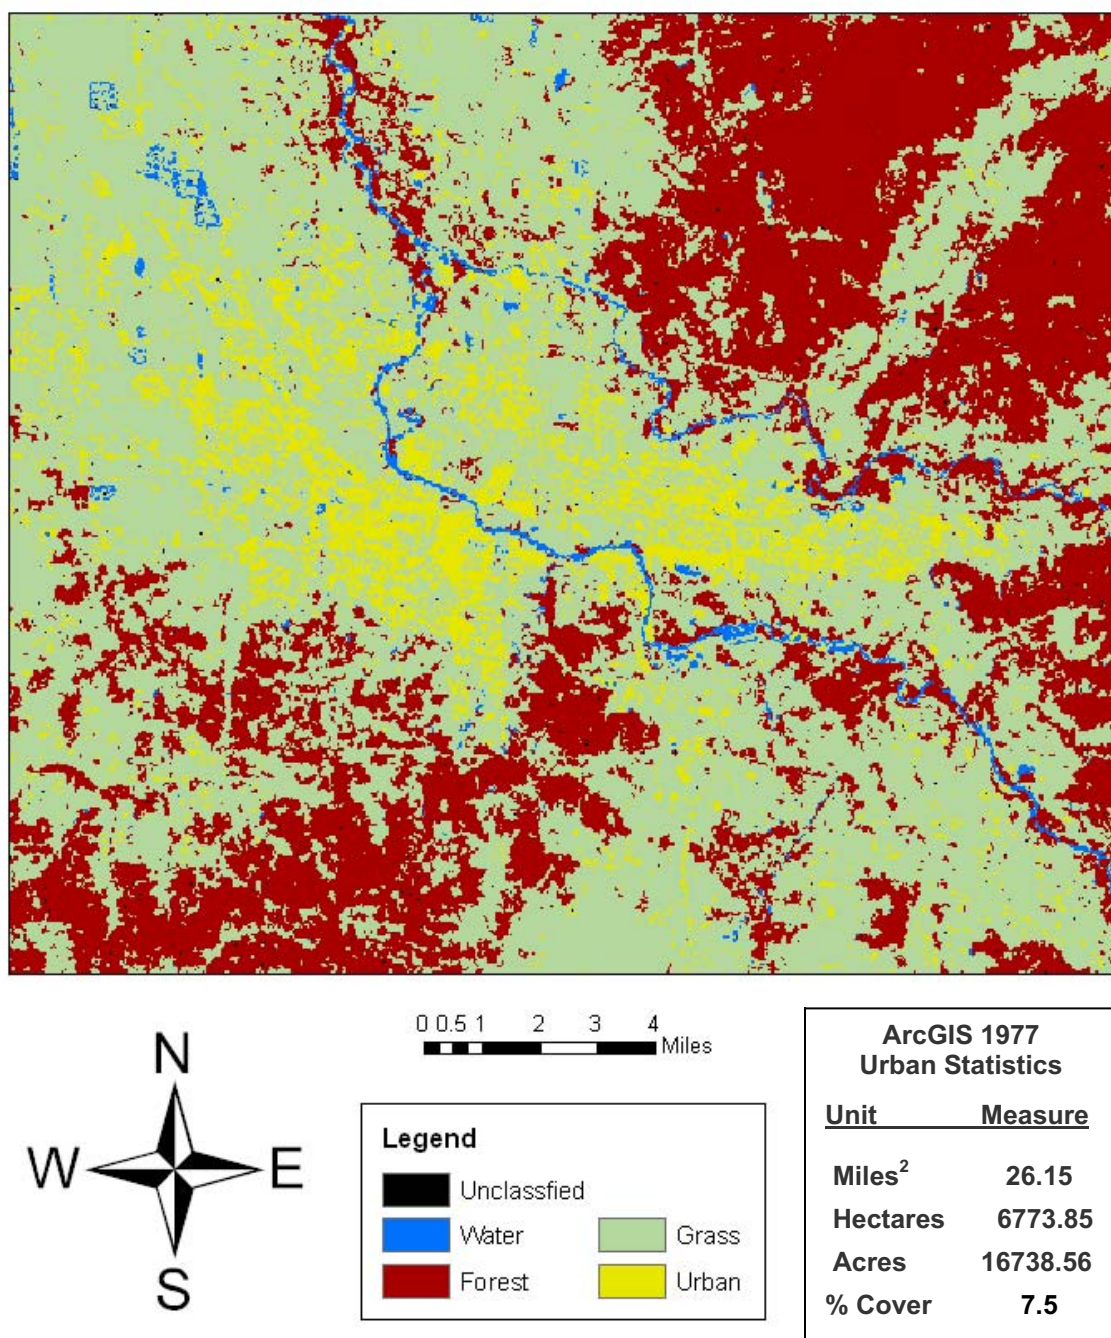 N
W E
S
0 0.5 1 2 3 4
Miles
Legend
Unclassfied
Water Grass
Forest Urban
ArcGIS 1977
Urban Statistics
Unit Measure
Miles² 26.15
Hectares 6773.85
Acres 16738.56
% Cover 7.5